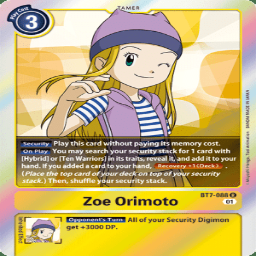 TAMER
Play Cost
3
Security Play this card without paying its memory cost.
On Play You may search your security stack for 1 card with
[Hybrid] or [Ten Warriors] in its traits, reveal it, and add it to your
hand. If you added a card to your hand, Recovery +1 (Deck).
(Place the top card of your deck on top of your security
stack.) Then, shuffle your security stack.
BT7-088
Zoe Orimoto
01
Opponent's Turn All of your Security Digimon
get +3000 DP.